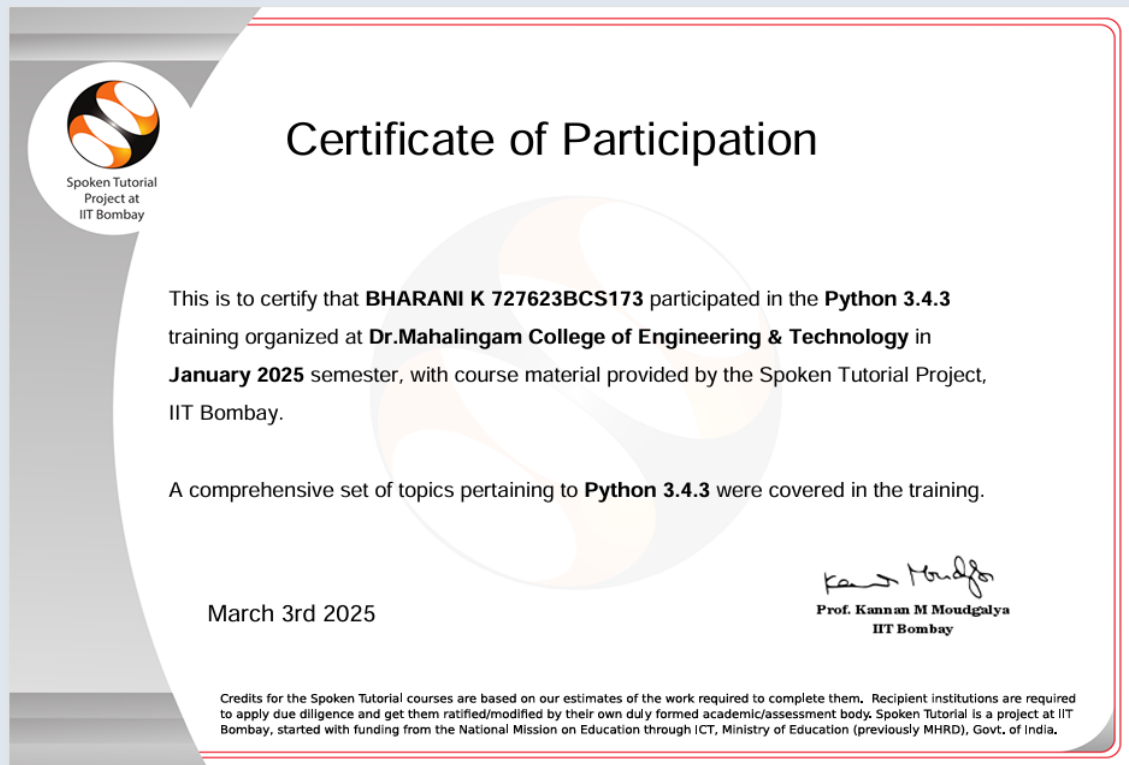 Spoken Tutorial
Project at
IIT Bombay
Certificate of Participation
This is to certify that BHARANI K 727623BCS173 participated in the Python 3.4.3
training organized at Dr.Mahalingam College of Engineering & Technology in
January 2025 semester, with course material provided by the Spoken Tutorial Project,
IIT Bombay.
A comprehensive set of topics pertaining to Python 3.4.3 were covered in the training.
March 3rd 2025
Prof. Kannan M Moudgalya
IIT Bombay
Credits for the Spoken Tutorial courses are based on our estimates of the work required to complete them. Recipient institutions are required
to apply due diligence and get them ratified/modified by their own duly formed academic/assessment body. Spoken Tutorial is a project at IIT
Bombay, started with funding from the National Mission on Education through ICT, Ministry of Education (previously MHRD), Govt. of India.